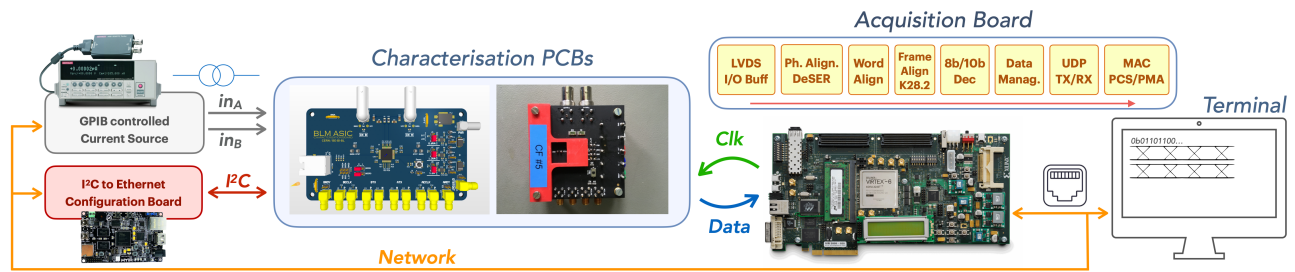 Acquisition Board
Characterisation PCBs
LVDS
I/O Buff
Ph. Align.
DeSER
Word
Align
Frame
Align
K28.2
8b/10b
Dec
Data
Manag.
UDP
TX/RX
MAC
PCS/PMA
Terminal
GPIB controlled
Current Source
in_A
in_B
BLM ASIC
CF #5
Clk
Data
VIRTEX-6
0b01101100...
I²C to Ethernet
Configuration Board
I²C
Network